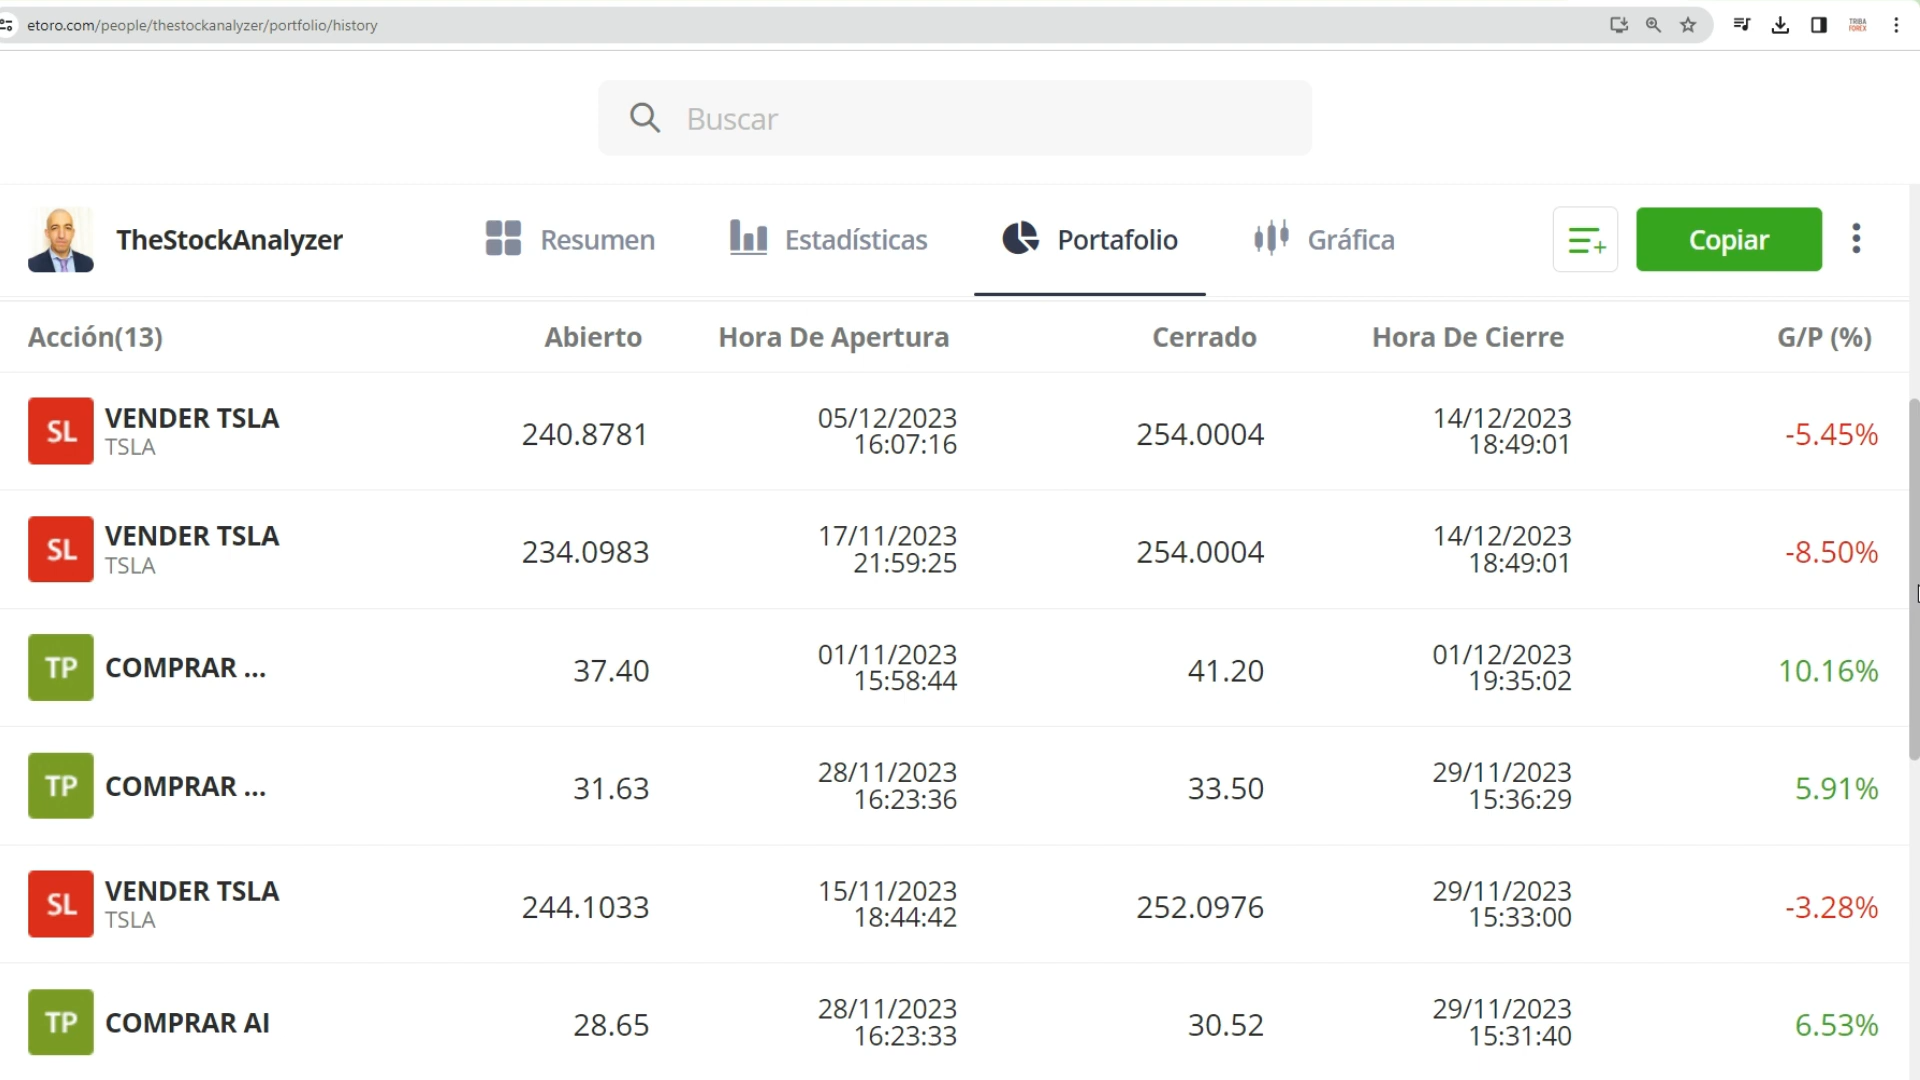 etoro.com/people/thestockanalyzer/portfolio/history
TRIBA
FOREX
Buscar
TheStockAnalyzer
Resumen
Estadísticas
Portafolio
Gráfica
Copiar
Acción(13) Abierto Hora De Apertura Cerrado Hora De Cierre G/P (%)
SL VENDER TSLA
TSLA
240.8781
05/12/2023
16:07:16
254.0004
14/12/2023
18:49:01
-5.45%
SL VENDER TSLA
TSLA
234.0983
17/11/2023
21:59:25
254.0004
14/12/2023
18:49:01
-8.50%
TP COMPRAR ...
37.40
01/11/2023
15:58:44
41.20
01/12/2023
19:35:02
10.16%
TP COMPRAR ...
31.63
28/11/2023
16:23:36
33.50
29/11/2023
15:36:29
5.91%
SL VENDER TSLA
TSLA
244.1033
15/11/2023
18:44:42
252.0976
29/11/2023
15:33:00
-3.28%
TP COMPRAR AI
28.65
28/11/2023
16:23:33
30.52
29/11/2023
15:31:40
6.53%